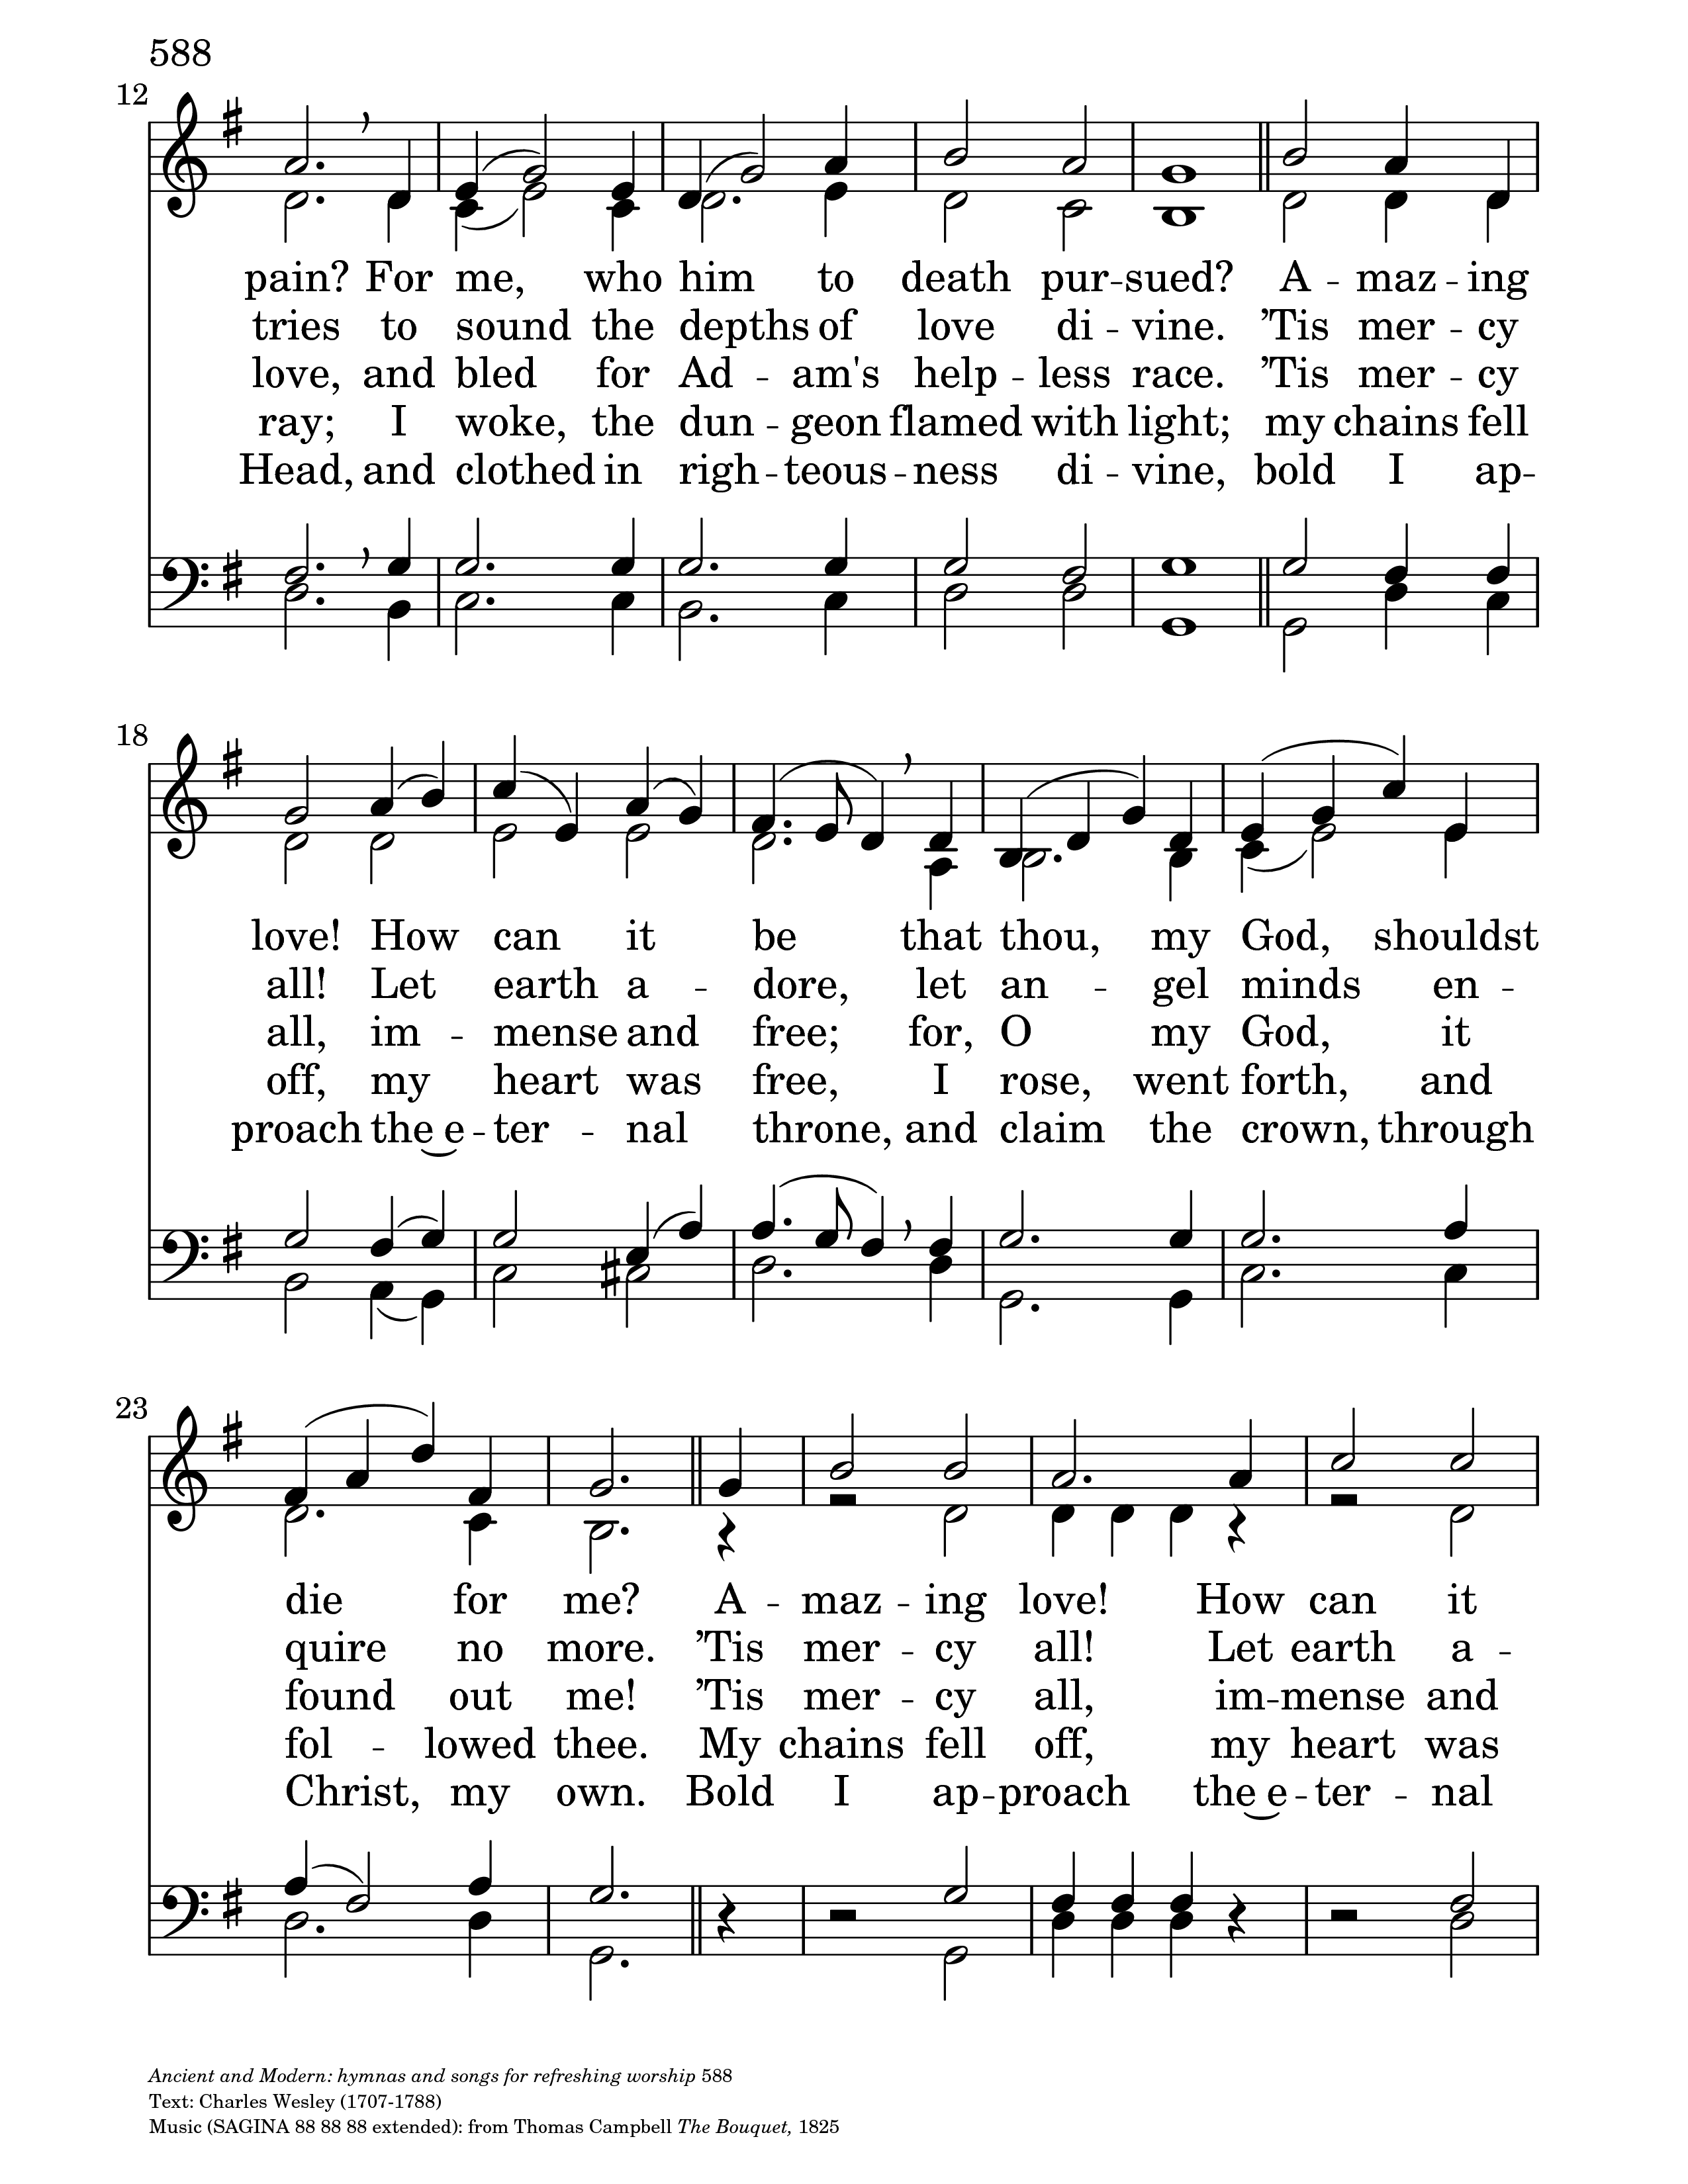 588
12
pain? For me, who him to death pur -- sued? A -- maz -- ing
tries to sound the depths of love di -- vine. ’Tis mer -- cy
love, and bled for Ad -- am's help -- less race. ’Tis mer -- cy
ray; I woke, the dun -- geon flamed with light; my chains fell
Head, and clothed in righ -- teous -- ness di -- vine, bold I ap --
18
love! How can it be that thou, my God, shouldst
all! Let earth a -- dore, let an -- gel minds en --
all, im -- mense and free; for, O my God, it
off, my heart was free, I rose, went forth, and
proach the‿e -- ter -- nal throne, and claim the crown, through
23
die for me? A -- maz -- ing love! How can it
quire no more. ’Tis mer -- cy all! Let earth a --
found out me! ’Tis mer -- cy all, im -- mense and
fol -- lowed thee. My chains fell off, my heart was
Christ, my own. Bold I ap -- proach the‿e -- ter -- nal
Ancient and Modern: hymnas and songs for refreshing worship 588
Text: Charles Wesley (1707-1788)
Music (SAGINA 88 88 88 extended): from Thomas Campbell The Bouquet, 1825